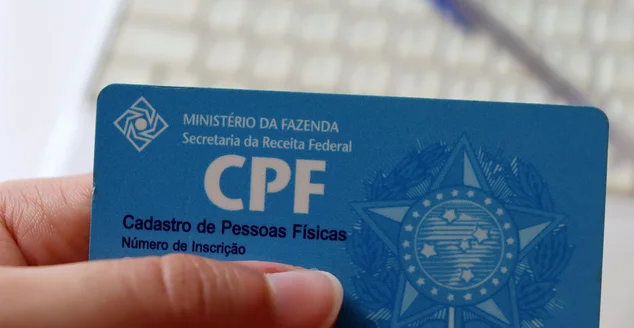 MINISTÉRIO DA FAZENDA
Secretaria da Receita Federal
CPF
Cadastro de Pessoas Físicas
Número de Inscrição